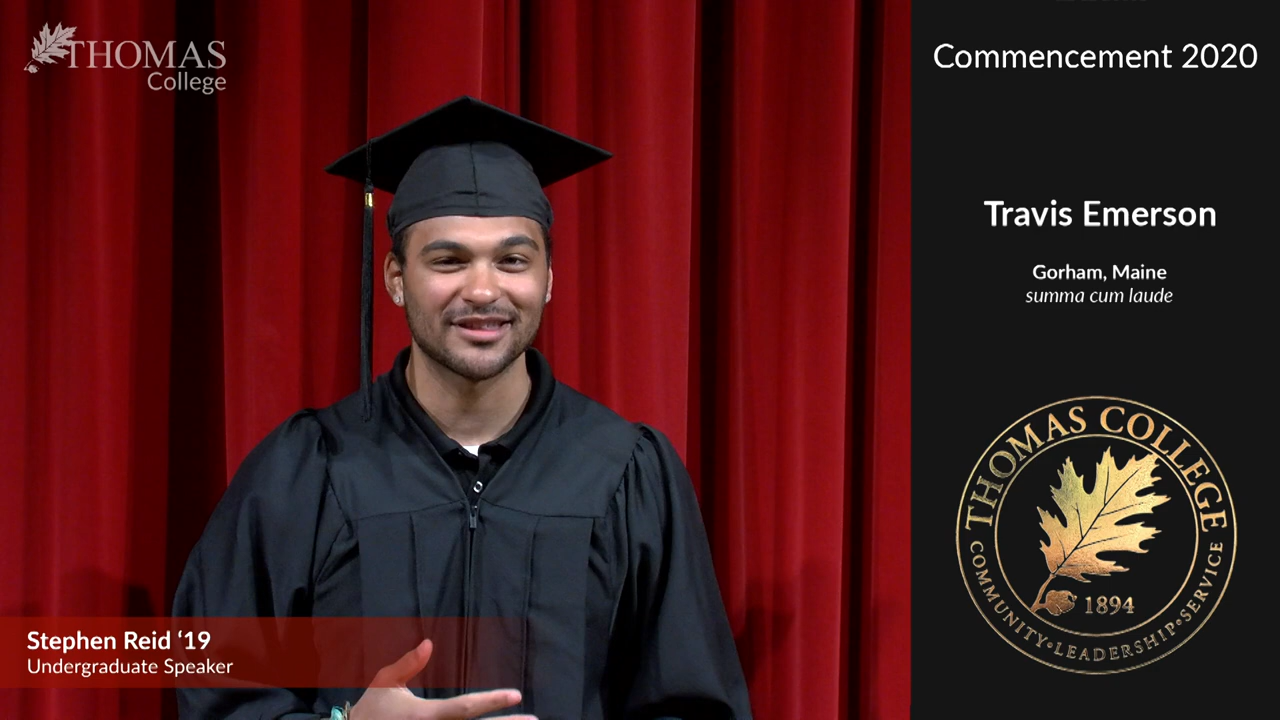 THOMAS
College
Stephen Reid ‘19
Undergraduate Speaker
Commencement 2020
Travis Emerson
Gorham, Maine
summa cum laude
THOMAS COLLEGE
1894
COMMUNITY•LEADERSHIP•SERVICE